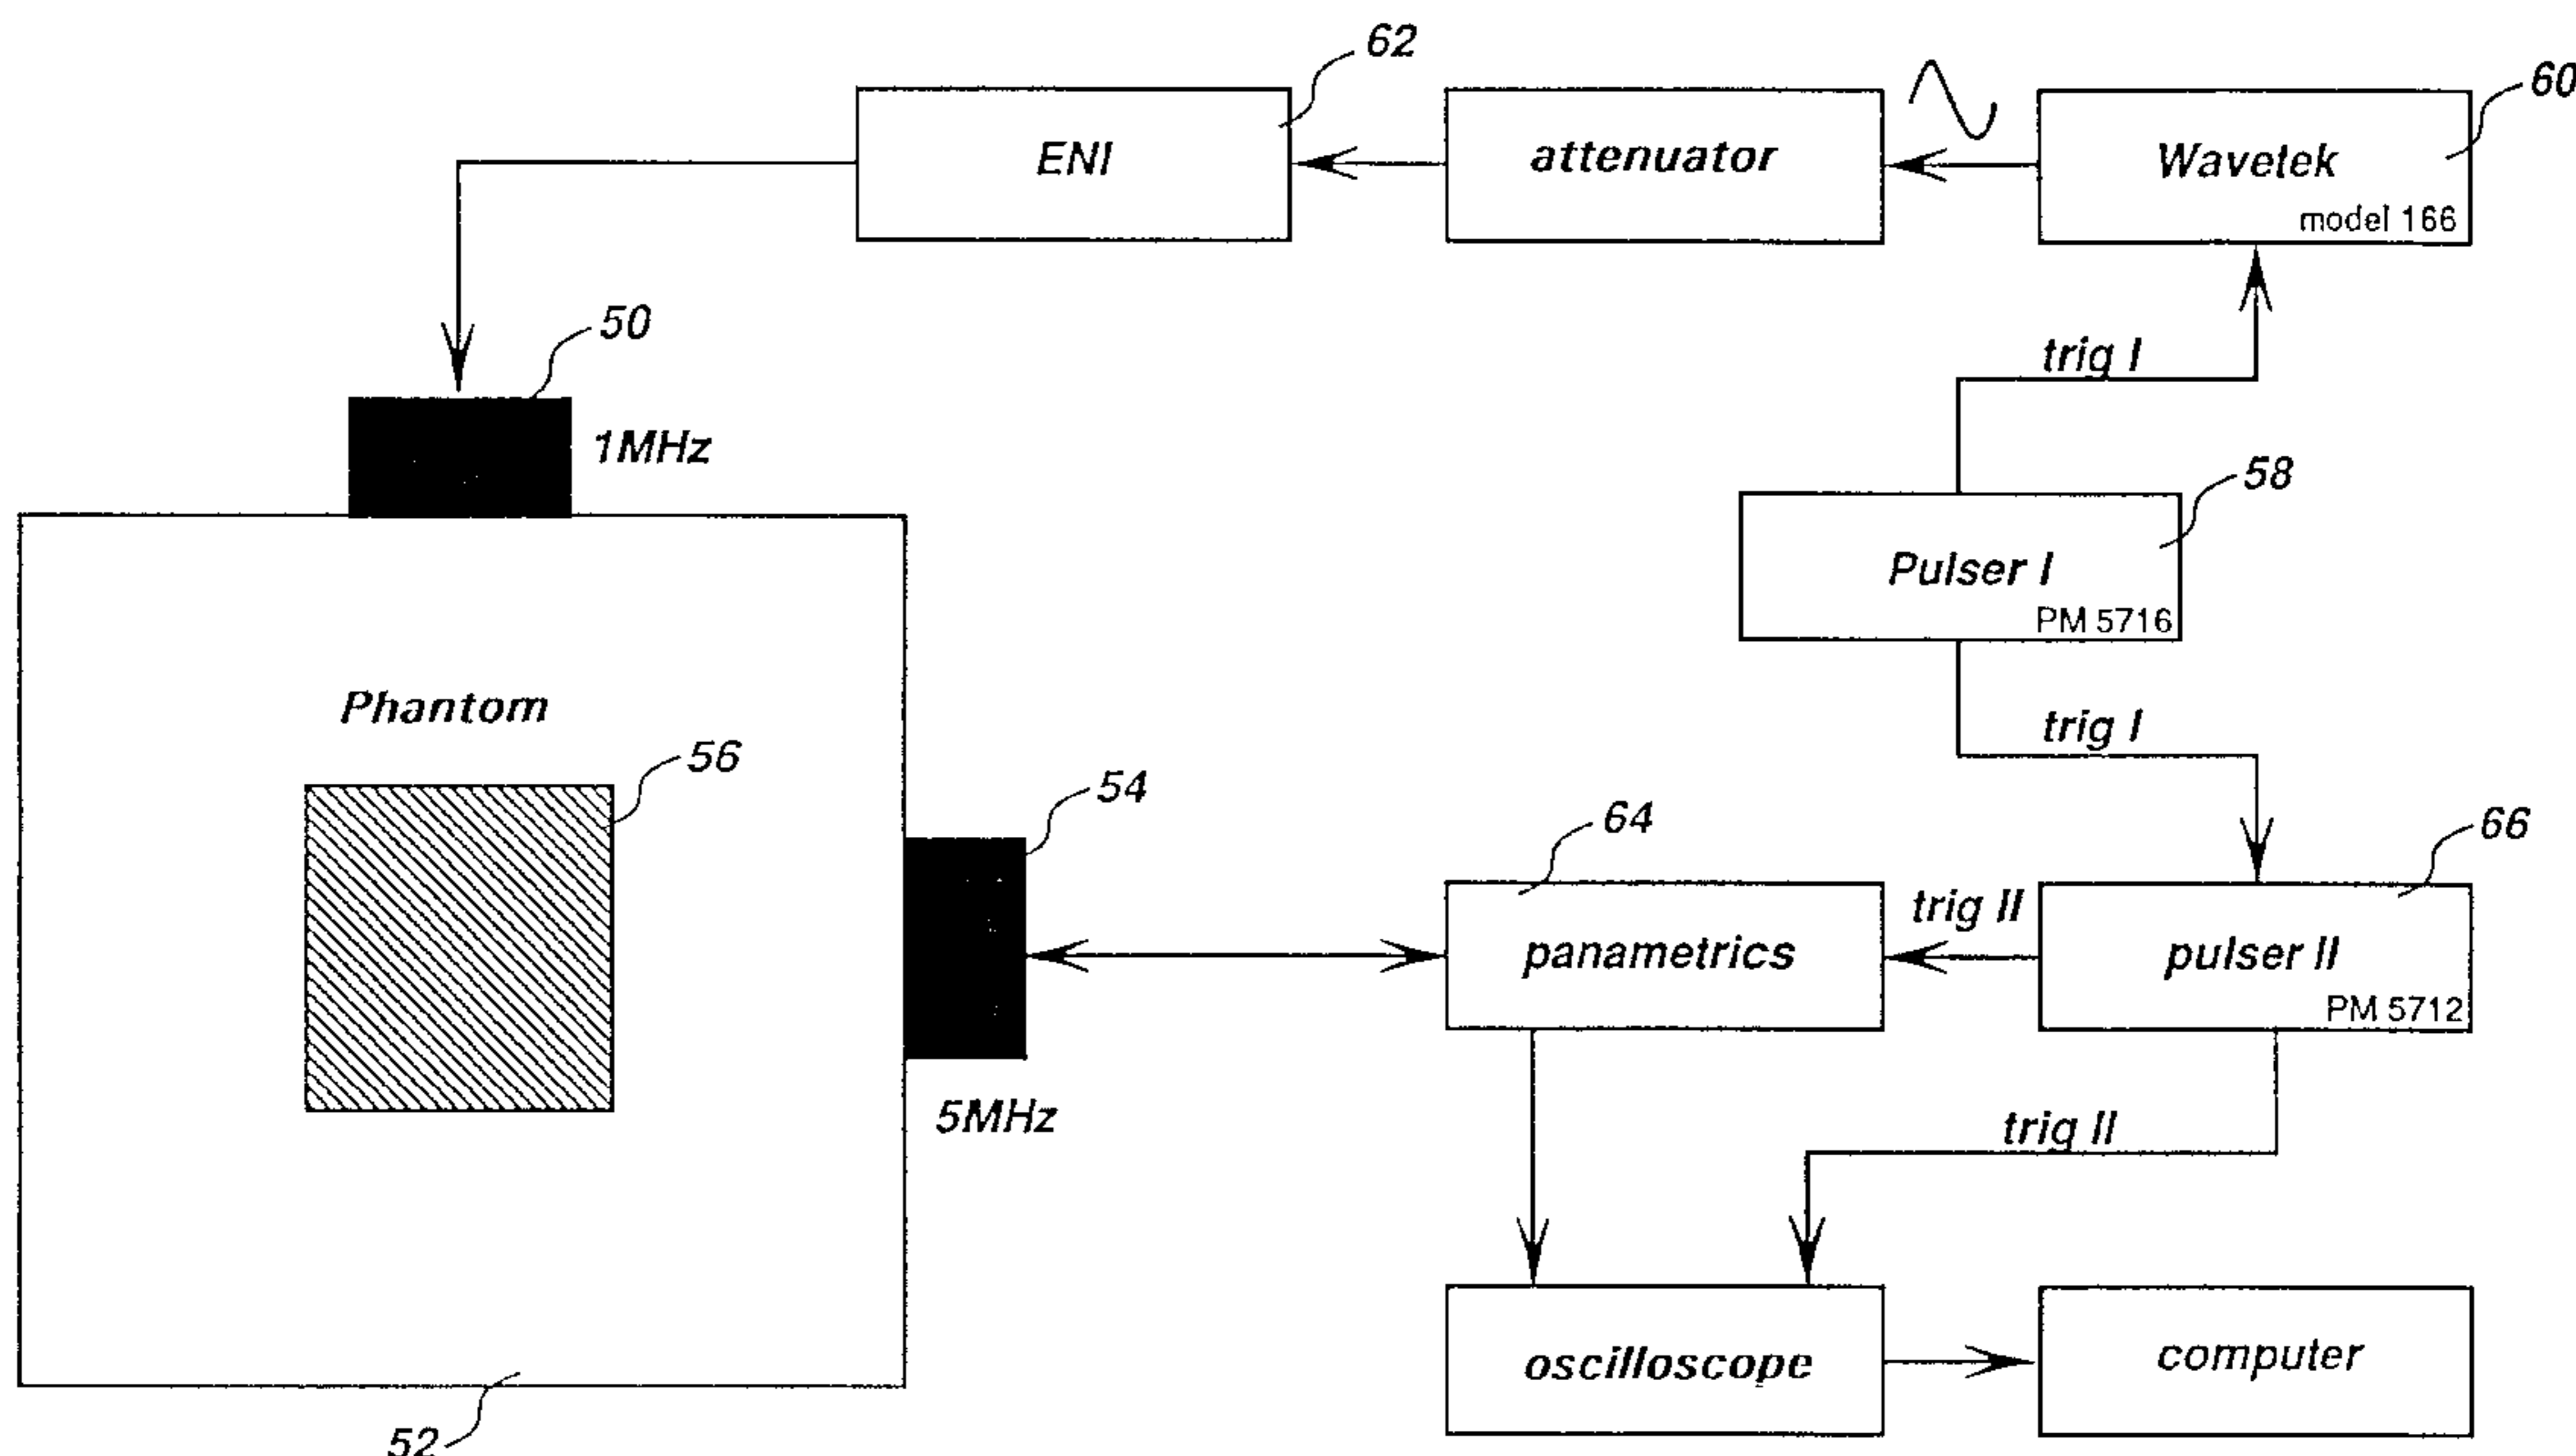 62
60
ENI
attenuator
Wavetek
model 166
50
1MHz
trig I
58
Pulser I
PM 5716
Phantom
trig I
56
54
64
66
trig II
panametrics
pulser II
PM 5712
5MHz
trig II
oscilloscope
computer
52